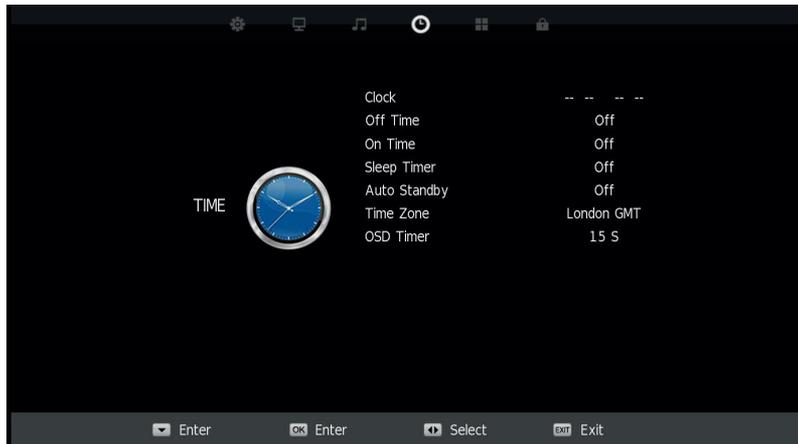 Clock -- -- -- --
Off Time Off
On Time Off
Sleep Timer Off
Auto Standby Off
TIME
Time Zone London GMT
OSD Timer 15 S
Enter OK Enter Select EXIT Exit